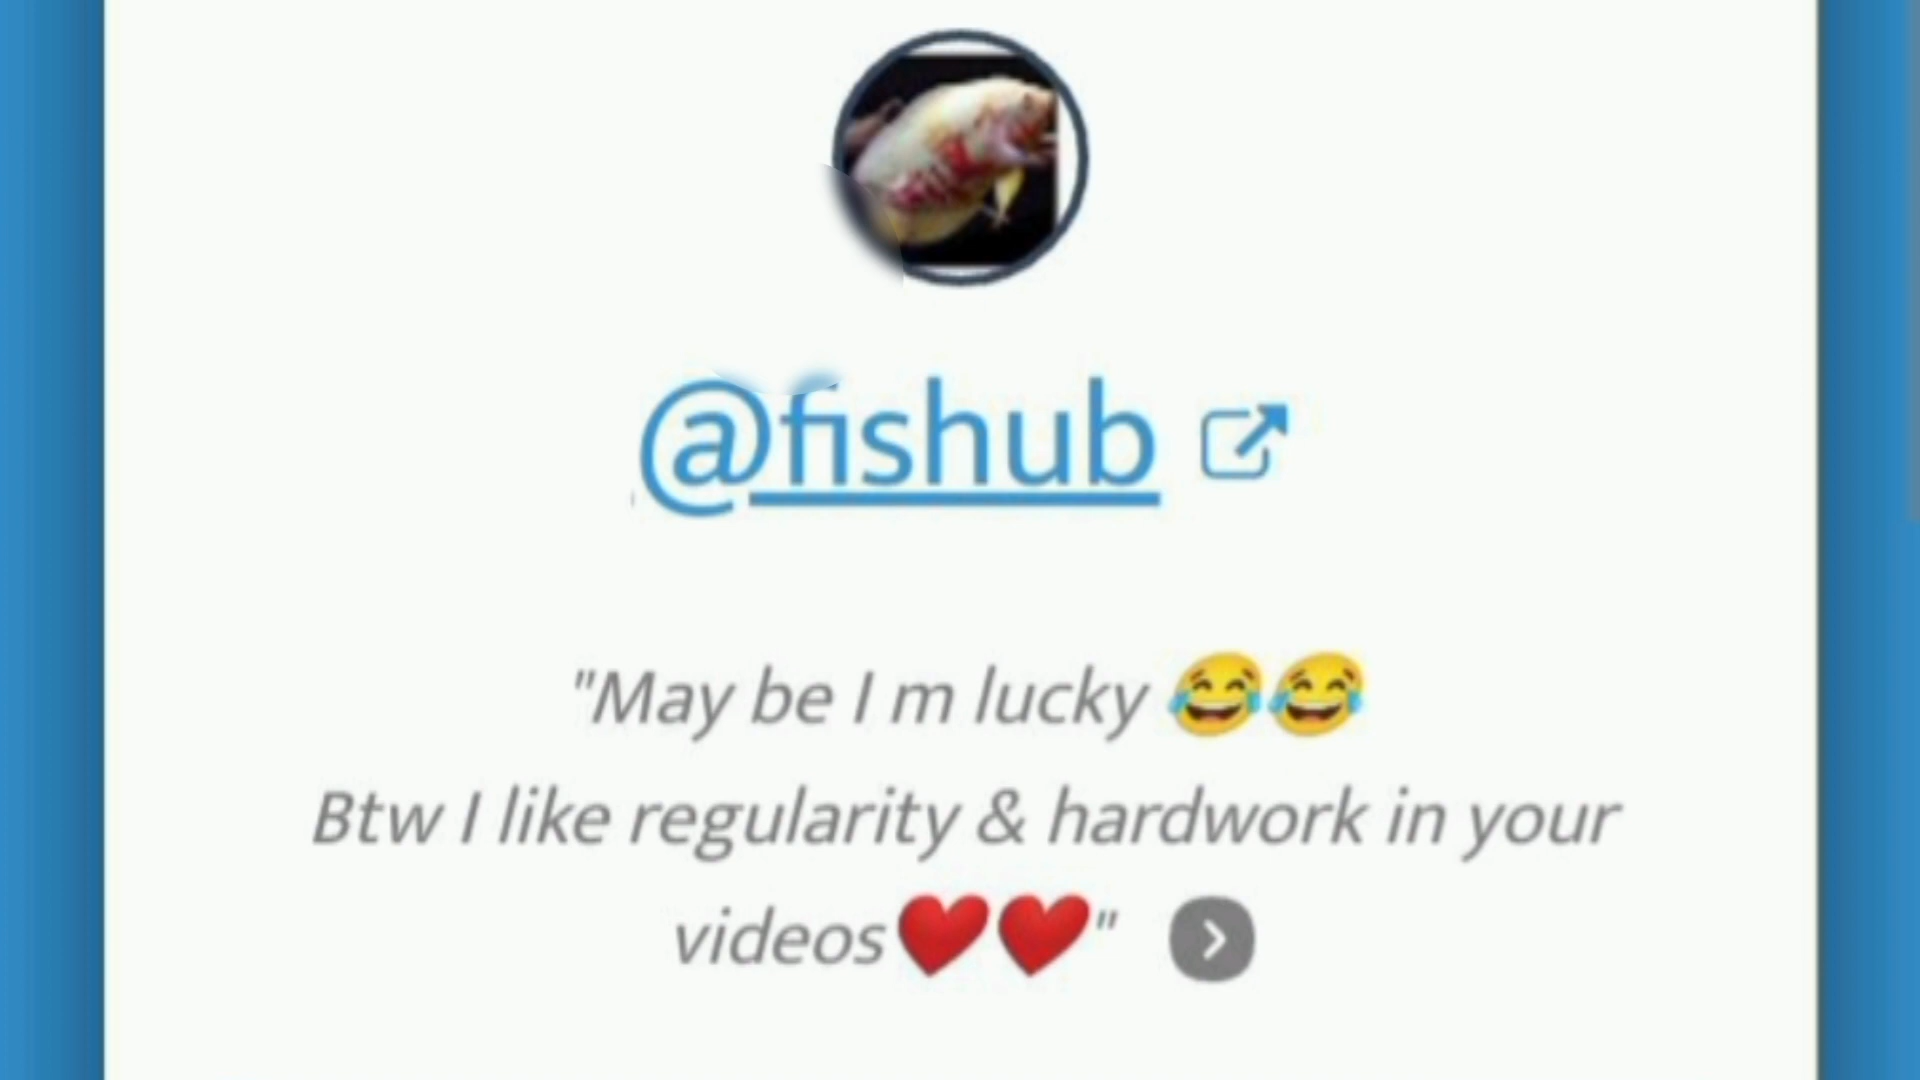 @fishub
"May be I m lucky 😂😂
Btw I like regularity & hardwork in your
videos❤️❤️"